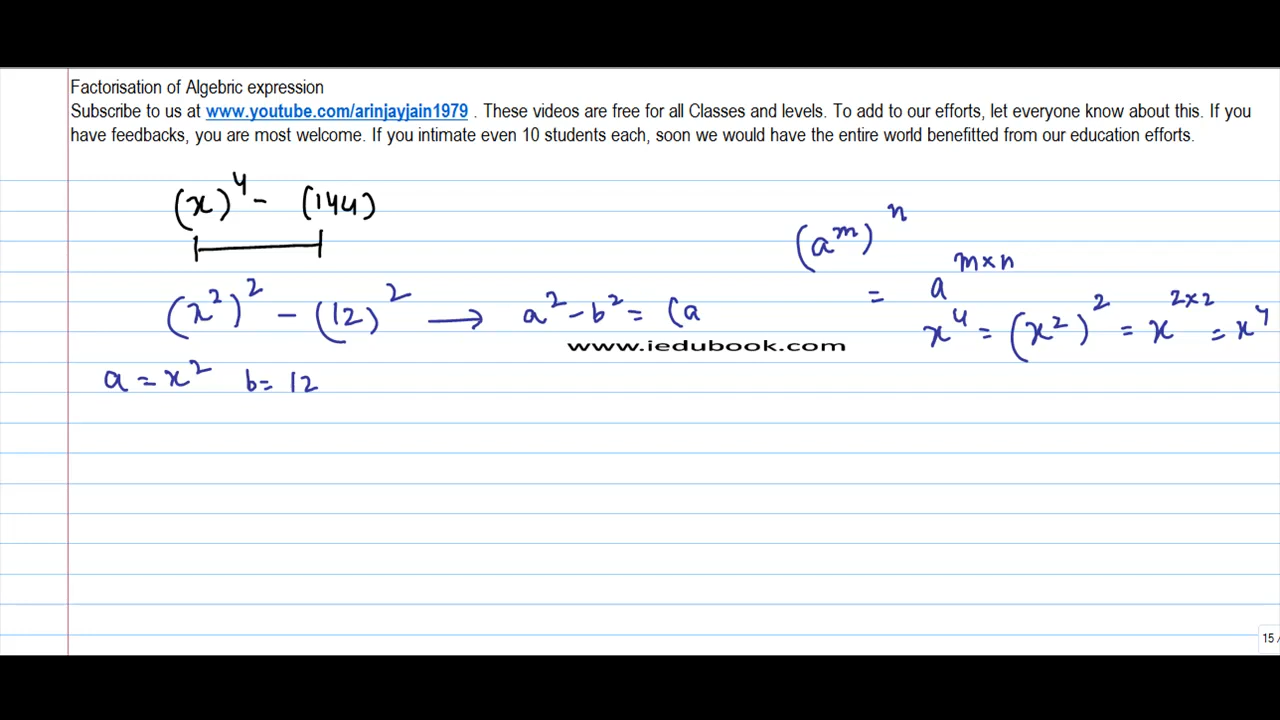 Factorisation of Algebric expression
Subscribe to us at www.youtube.com/arinjayjain1979 . These videos are free for all Classes and levels. To add to our efforts, let everyone know about this. If you
have feedbacks, you are most welcome. If you intimate even 10 students each, soon we would have the entire world benefitted from our education efforts.
(x)⁴ - (144)
(aᵐ)ⁿ
= a^(m×n)
(x²)² - (12)² → a² - b² = (a
x⁴ = (x²)² = x^(2×2) = x⁴
www.iedubook.com
a = x² b = 12
15 /